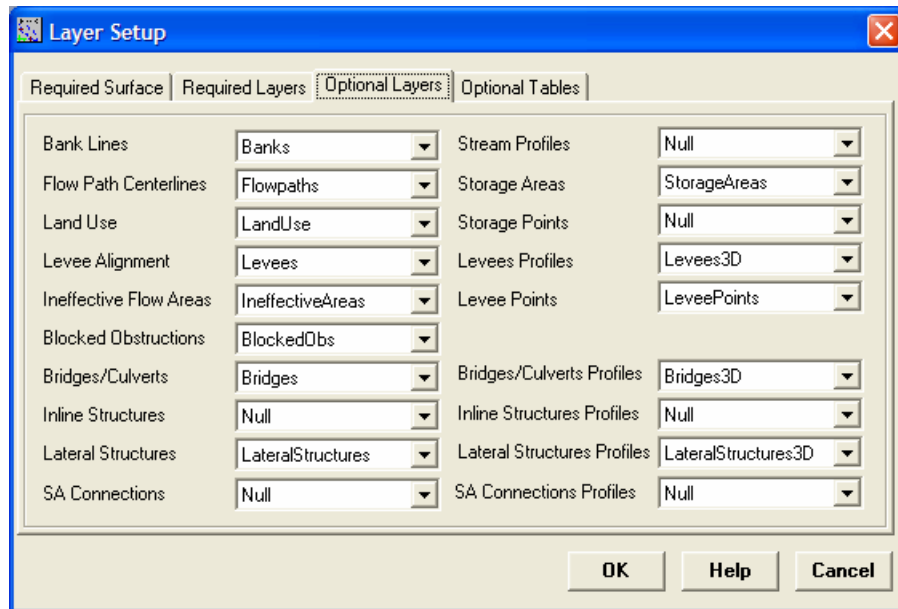 Layer Setup
Required Surface Required Layers Optional Layers Optional Tables
Bank Lines Banks Stream Profiles Null
Flow Path Centerlines Flowpaths Storage Areas StorageAreas
Land Use LandUse Storage Points Null
Levee Alignment Levees Levees Profiles Levees3D
Ineffective Flow Areas IneffectiveAreas Levee Points LeveePoints
Blocked Obstructions BlockedObs
Bridges/Culverts Bridges Bridges/Culverts Profiles Bridges3D
Inline Structures Null Inline Structures Profiles Null
Lateral Structures LateralStructures Lateral Structures Profiles LateralStructures3D
SA Connections Null SA Connections Profiles Null
OK Help Cancel